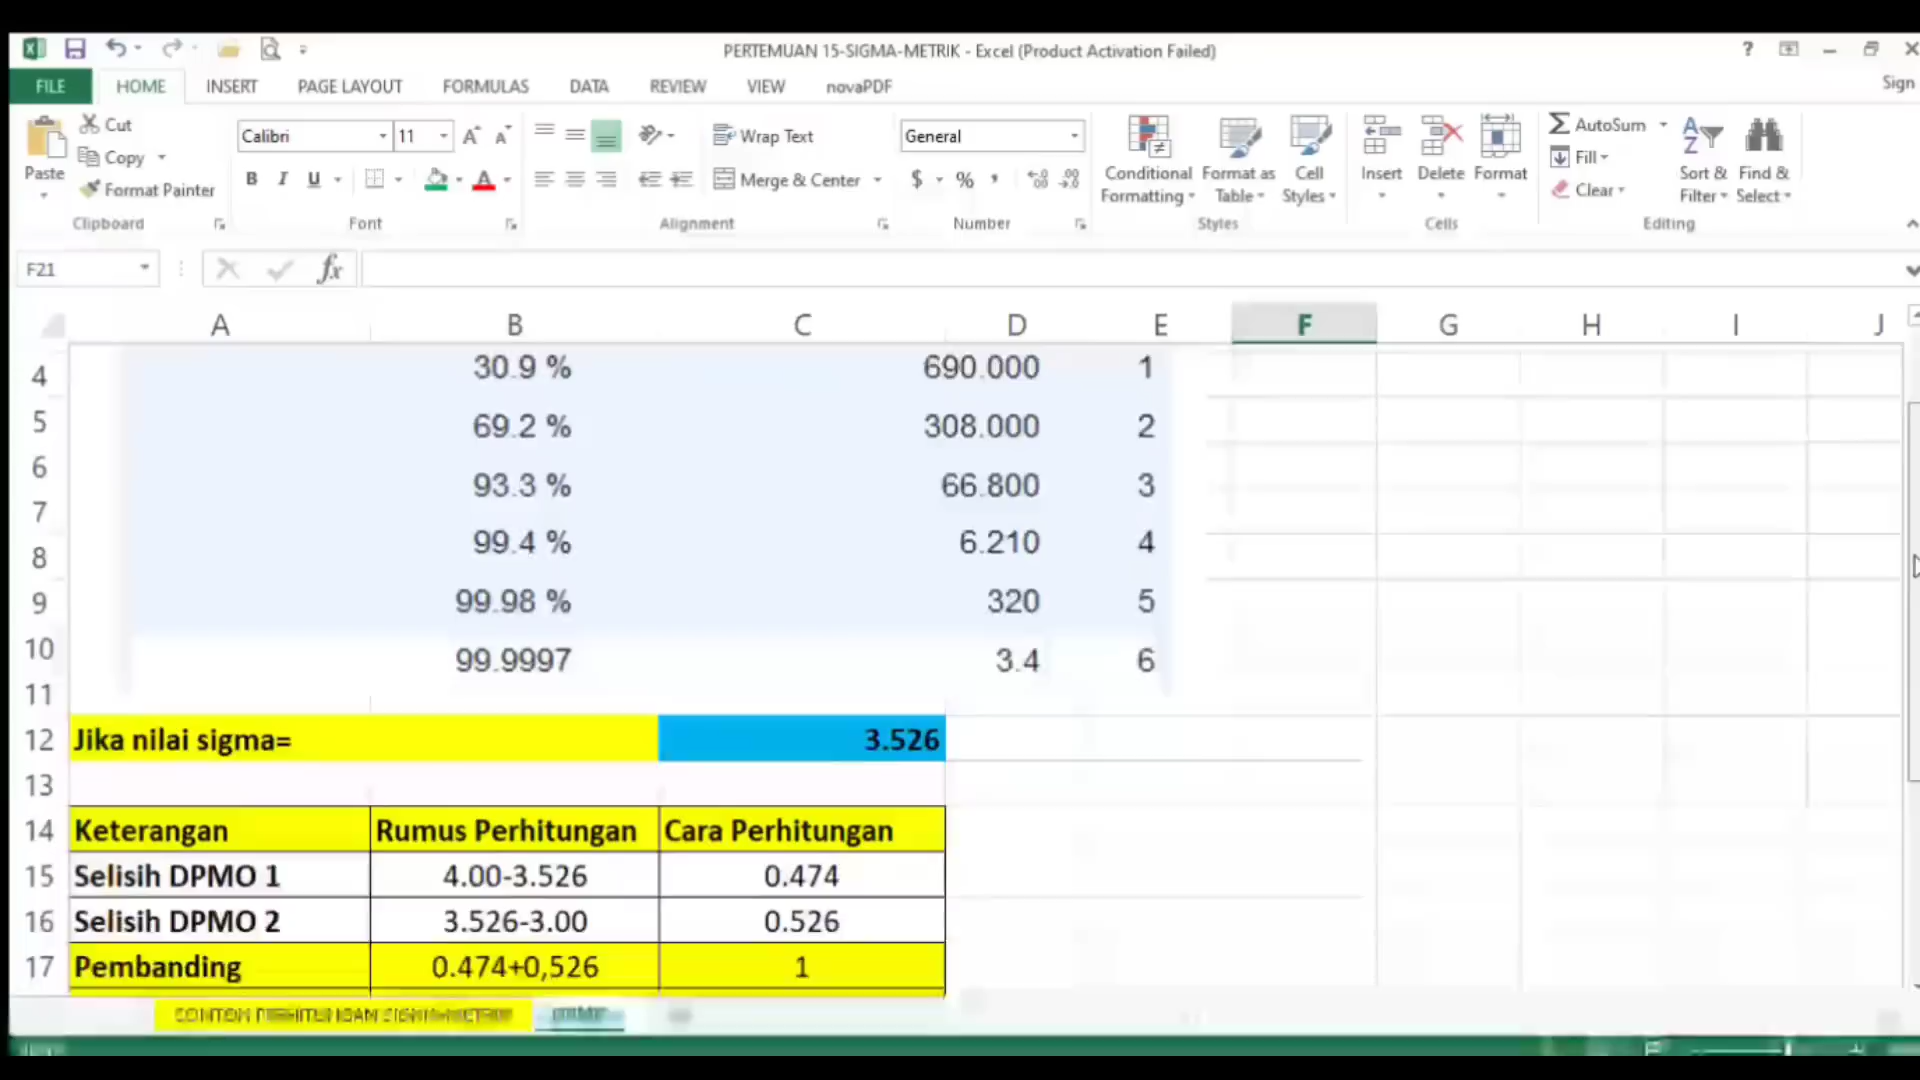 PERTEMUAN 15-SIGMA-METRIK - Excel (Product Activation Failed)
?
FILE HOME INSERT PAGE LAYOUT FORMULAS DATA REVIEW VIEW novaPDF
Sign
Paste
Cut
Copy
Format Painter
Clipboard
Calibri 11
B I U
Font
Wrap Text
Merge & Center
Alignment
General
$ % ,
Number
Conditional Formatting
Format as Table
Cell Styles
Styles
Insert Delete Format
Cells
AutoSum
Fill
Clear
Sort & Filter
Find & Select
Editing
F21
fx
A B C D E F G H I J
4 30.9 % 690.000 1
5 69.2 % 308.000 2
6 93.3 % 66.800 3
7
8 99.4 % 6.210 4
9 99.98 % 320 5
10 99.9997 3.4 6
11
12 Jika nilai sigma= 3.526
13
14 Keterangan Rumus Perhitungan Cara Perhitungan
15 Selisih DPMO 1 4.00-3.526 0.474
16 Selisih DPMO 2 3.526-3.00 0.526
17 Pembanding 0.474+0,526 1
CONTOH PERHITUNGAN SIGMA-METRIK